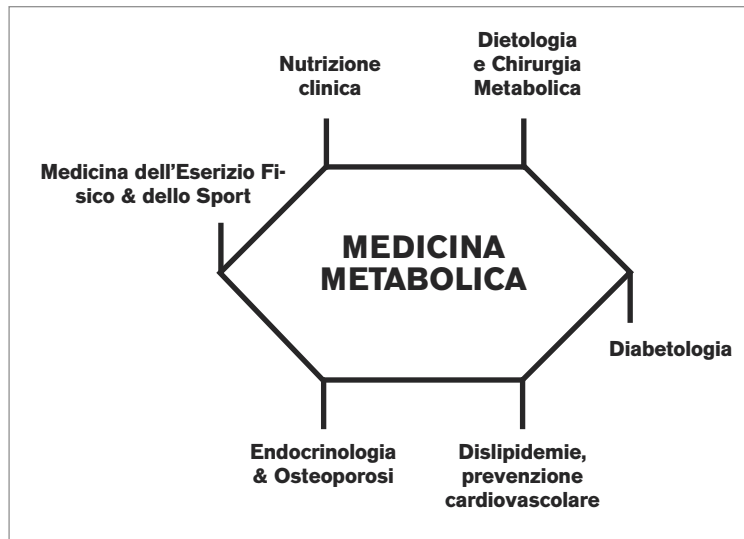 Nutrizione
clinica
Dietologia
e Chirurgia
Metabolica
Medicina dell’Eserizio Fi-
sico & dello Sport
MEDICINA
METABOLICA
Diabetologia
Endocrinologia
& Osteoporosi
Dislipidemie,
prevenzione
cardiovascolare